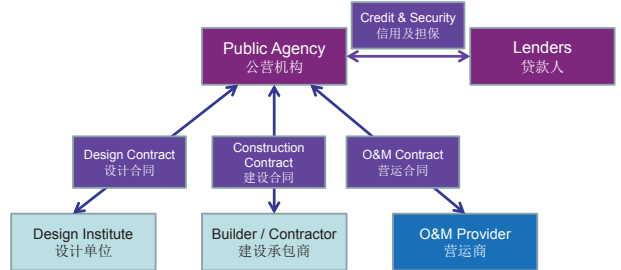 Credit & Security
信用及担保
Public Agency
公营机构
Lenders
贷款人
Design Contract
设计合同
Construction
Contract
建设合同
O&M Contract
营运合同
Design Institute
设计单位
Builder / Contractor
建设承包商
O&M Provider
营运商